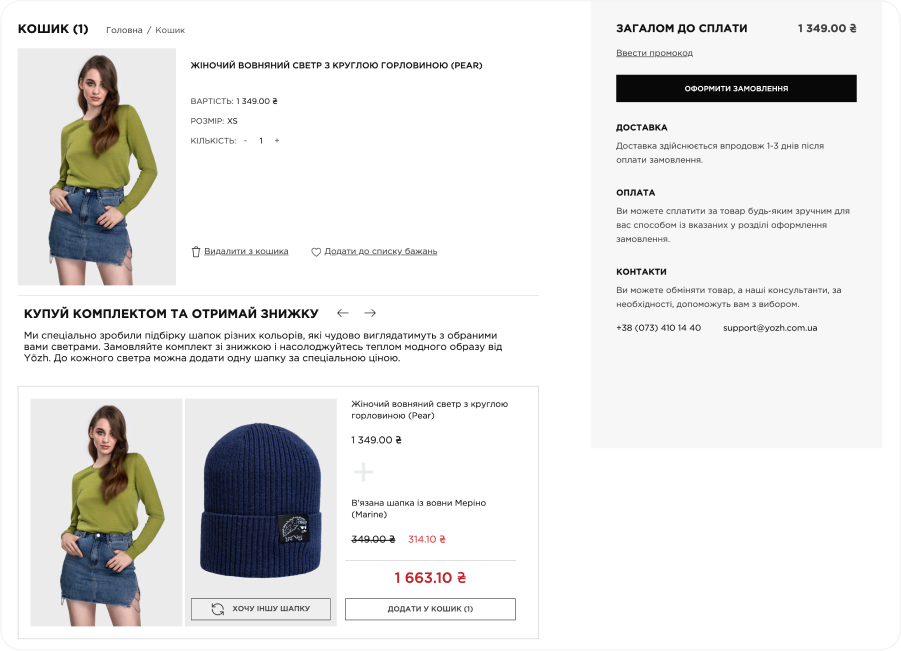 КОШИК (1)
Головна / Кошик
ЖІНОЧИЙ ВОВНЯНИЙ СВЕТР З КРУГЛОЮ ГОРЛОВИНОЮ (PEAR)
ВАРТІСТЬ: 1 349.00 ₴
РОЗМІР: XS
КІЛЬКІСТЬ: - 1 +
Видалити з кошика
Додати до списку бажань
КУПУЙ КОМПЛЕКТОМ ТА ОТРИМАЙ ЗНИЖКУ ← →
Ми спеціально зробили підбірку шапок різних кольорів, які чудово виглядатимуть з обраними
вами светрами. Замовляйте комплект зі знижкою і насолоджуйтесь теплом модного образу від
Yōzh. До кожного светра можна додати одну шапку за спеціальною ціною.
Жіночий вовняний светр з круглою
горловиною (Pear)
1 349.00 ₴
+
В'язана шапка із вовни Меріно
(Marine)
349.00 ₴ 314.10 ₴
1 663.10 ₴
ХОЧУ ІНШУ ШАПКУ
ДОДАТИ У КОШИК (1)
ЗАГАЛОМ ДО СПЛАТИ 1 349.00 ₴
Ввести промокод
ОФОРМИТИ ЗАМОВЛЕННЯ
ДОСТАВКА
Доставка здійснюється впродовж 1-3 днів після
оплати замовлення.
ОПЛАТА
Ви можете сплатити за товар будь-яким зручним для
вас способом із вказаних у розділі оформлення
замовлення.
КОНТАКТИ
Ви можете обміняти товар, а наші консультанти, за
необхідності, допоможуть вам з вибором.
+38 (073) 410 14 40 support@yozh.com.ua